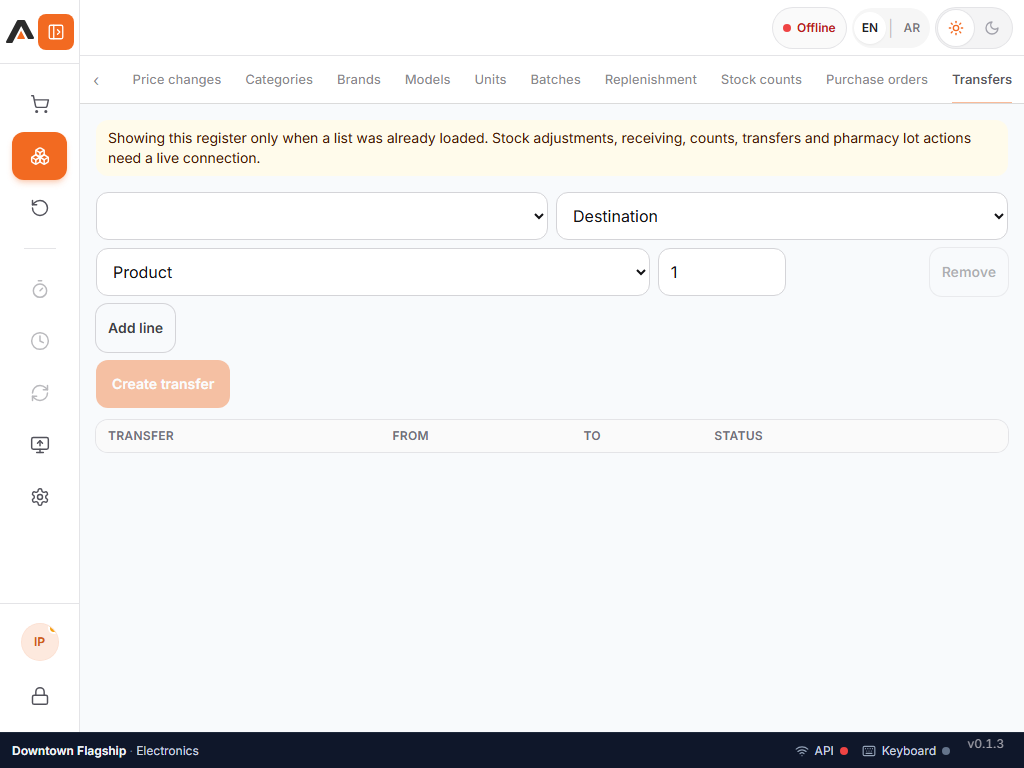 Offline
EN
AR
Price changes
Categories
Brands
Models
Units
Batches
Replenishment
Stock counts
Purchase orders
Transfers
Showing this register only when a list was already loaded. Stock adjustments, receiving, counts, transfers and pharmacy lot actions
need a live connection.
Destination
Product
1
Remove
Add line
Create transfer
TRANSFER
FROM
TO
STATUS
IP
Downtown Flagship · Electronics
API
Keyboard
v0.1.3